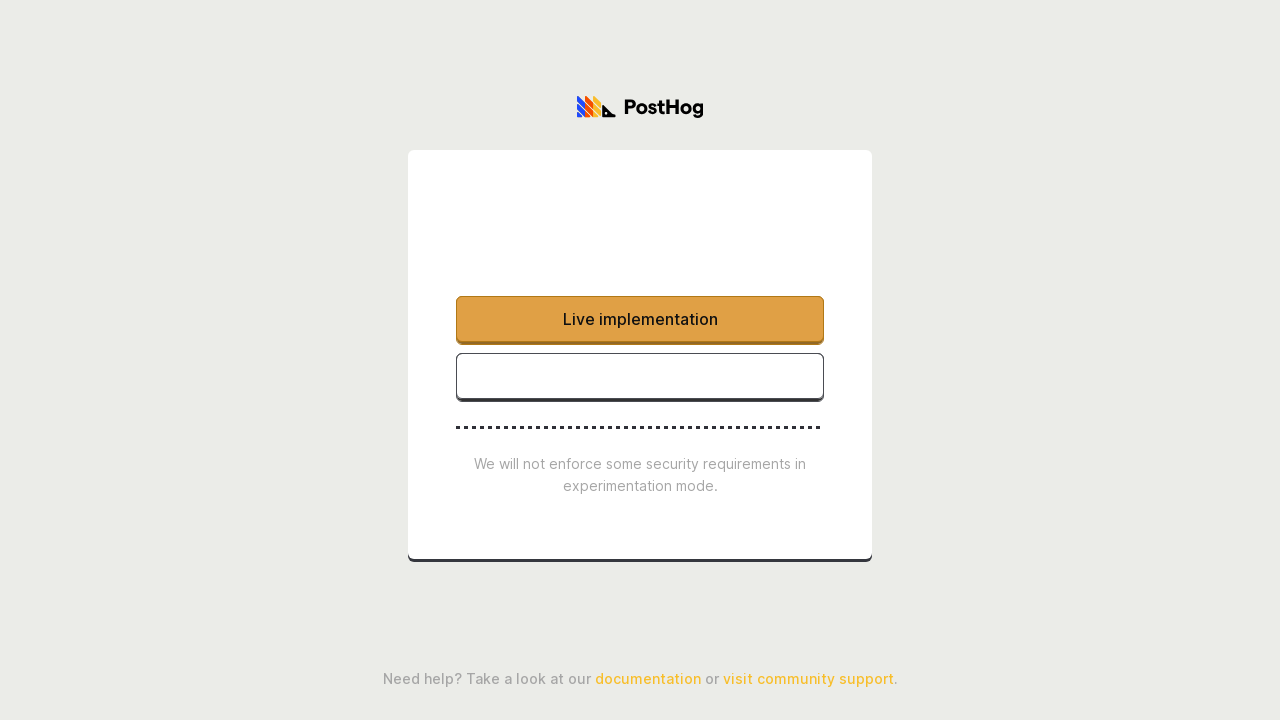 PostHog
Live implementation
We will not enforce some security requirements in
experimentation mode.
Need help? Take a look at our documentation or visit community support.